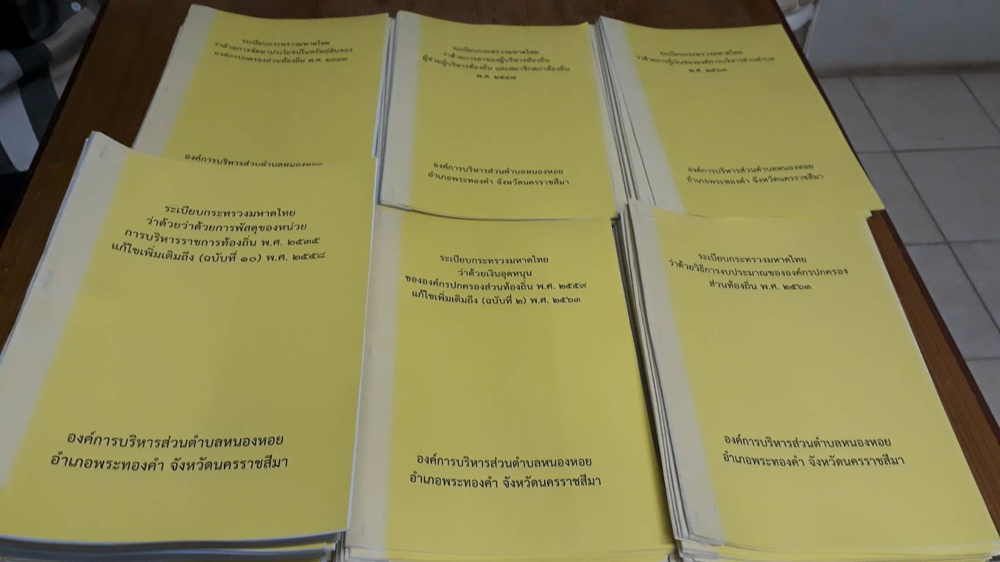 ระเบียบกระทรวงมหาดไทย
ว่าด้วยการจัดหาประโยชน์ในทรัพย์สินของ
องค์กรปกครองส่วนท้องถิ่น พ.ศ. ๒๕๔๓
องค์การบริหารส่วนตำบลหนองหอย
ระเบียบกระทรวงมหาดไทย
ว่าด้วยการลาของผู้บริหารท้องถิ่น
ผู้ช่วยผู้บริหารท้องถิ่น และสมาชิกสภาท้องถิ่น
พ.ศ. ๒๕๔๗
องค์การบริหารส่วนตำบลหนองหอย
อำเภอพระทองคำ จังหวัดนครราชสีมา
ระเบียบกระทรวงมหาดไทย
ว่าด้วยการกู้เงินขององค์การบริหารส่วนตำบล
พ.ศ. ๒๕๖๓
องค์การบริหารส่วนตำบลหนองหอย
อำเภอพระทองคำ จังหวัดนครราชสีมา
ระเบียบกระทรวงมหาดไทย
ว่าด้วยว่าด้วยการพัสดุของหน่วย
การบริหารราชการท้องถิ่น พ.ศ. ๒๕๓๕
แก้ไขเพิ่มเติมถึง (ฉบับที่ ๑๐) พ.ศ. ๒๕๕๘
องค์การบริหารส่วนตำบลหนองหอย
อำเภอพระทองคำ จังหวัดนครราชสีมา
ระเบียบกระทรวงมหาดไทย
ว่าด้วยเงินอุดหนุน
ขององค์กรปกครองส่วนท้องถิ่น พ.ศ. ๒๕๕๙
แก้ไขเพิ่มเติมถึง (ฉบับที่ ๒) พ.ศ. ๒๕๖๓
องค์การบริหารส่วนตำบลหนองหอย
อำเภอพระทองคำ จังหวัดนครราชสีมา
ระเบียบกระทรวงมหาดไทย
ว่าด้วยวิธีการงบประมาณขององค์กรปกครอง
ส่วนท้องถิ่น พ.ศ. ๒๕๖๓
องค์การบริหารส่วนตำบลหนองหอย
อำเภอพระทองคำ จังหวัดนครราชสีมา